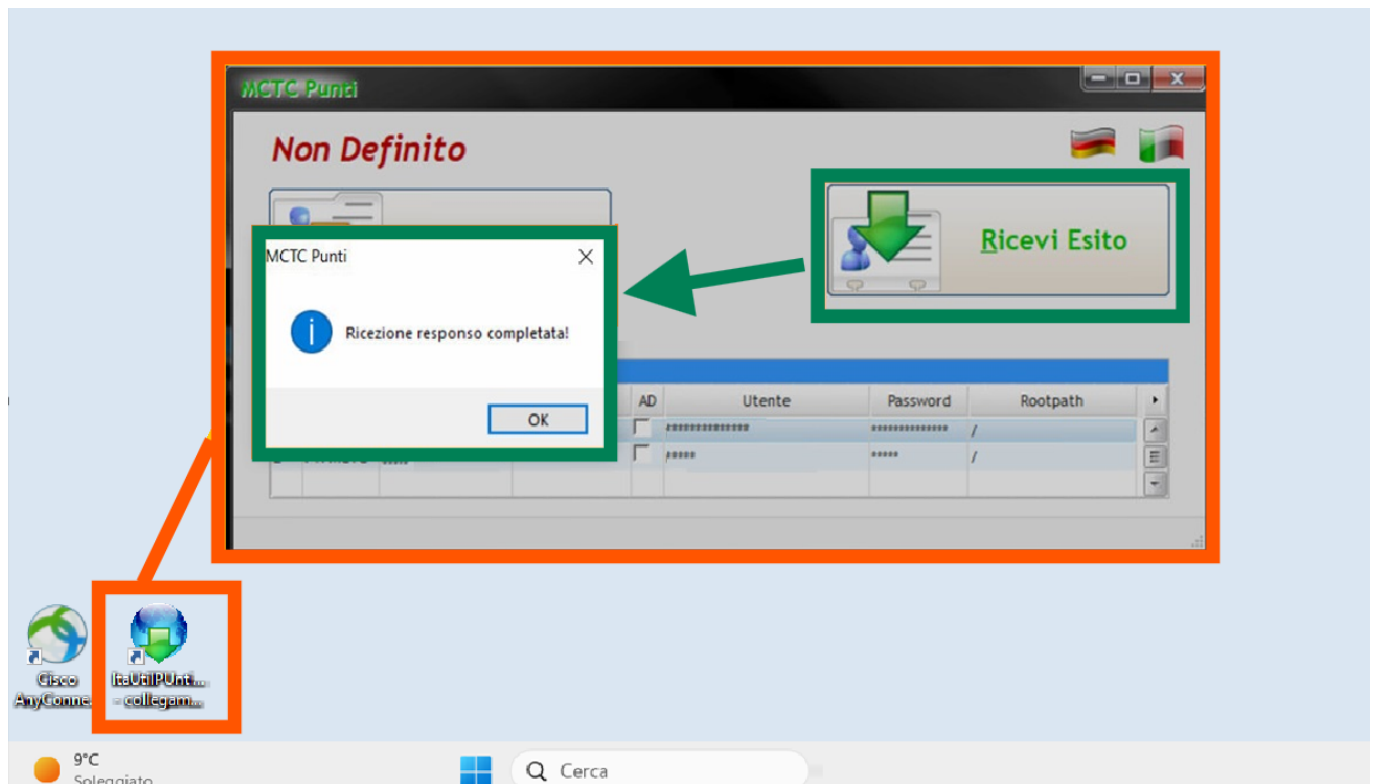 MCTC Punti
Non Definito
Ricevi Esito
MCTC Punti
Ricezione responso completata!
OK
AD Utente Password Rootpath
************** ************** /
***** ***** /
Cisco
AnyConne...
ItaUtilPUnti...
- collegam...
9°C
Soleggiato
Cerca